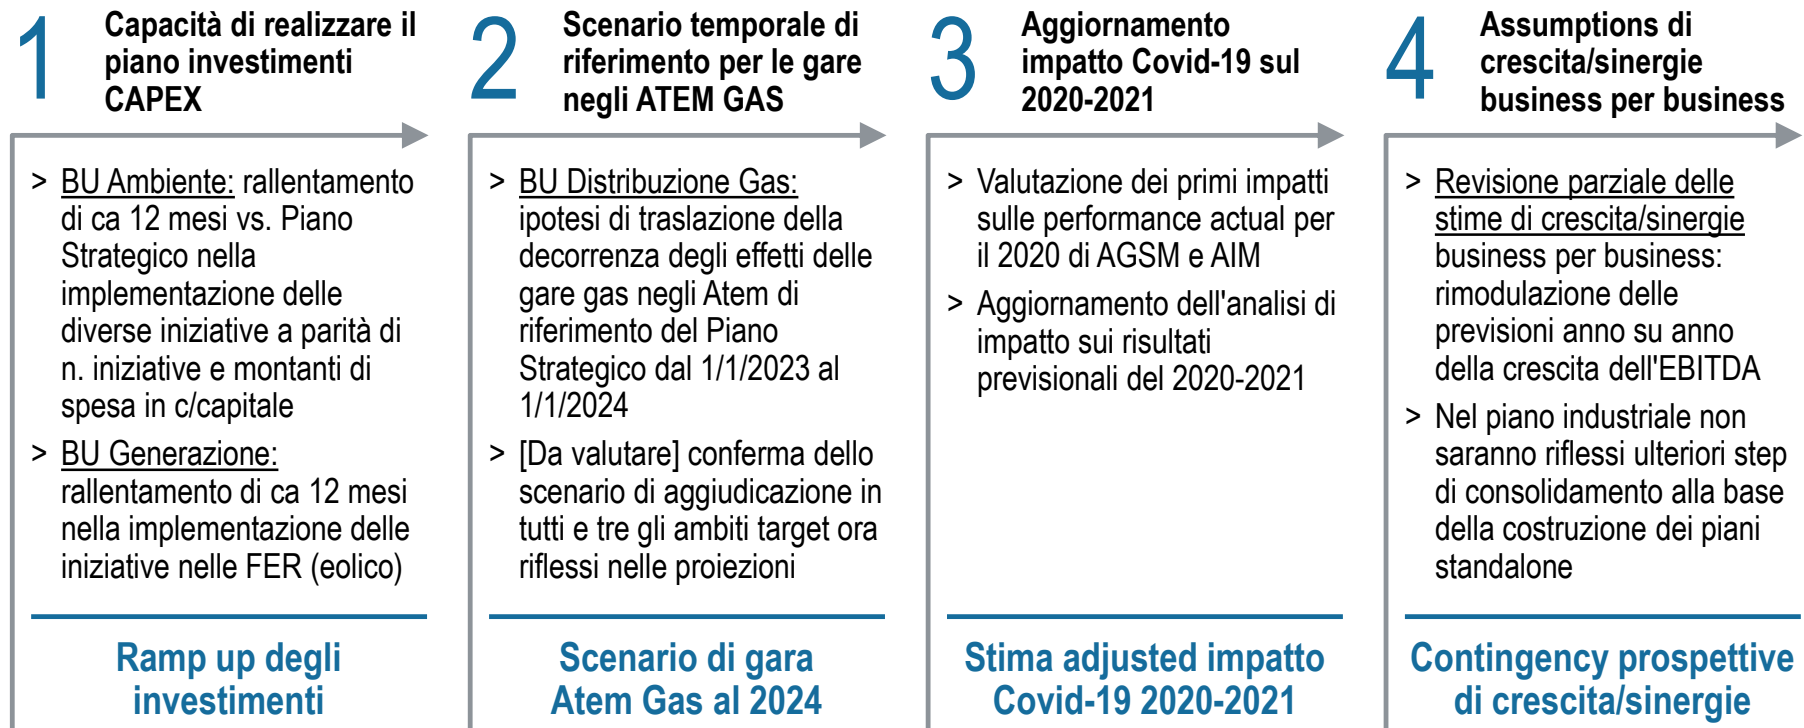 1
Capacità di realizzare il
piano investimenti
CAPEX
> BU Ambiente: rallentamento
di ca 12 mesi vs. Piano
Strategico nella
implementazione delle
diverse iniziative a parità di
n. iniziative e montanti di
spesa in c/capitale
> BU Generazione:
rallentamento di ca 12 mesi
nella implementazione delle
iniziative nelle FER (eolico)
Ramp up degli
investimenti
2
Scenario temporale di
riferimento per le gare
negli ATEM GAS
> BU Distribuzione Gas:
ipotesi di traslazione della
decorrenza degli effetti delle
gare gas negli Atem di
riferimento del Piano
Strategico dal 1/1/2023 al
1/1/2024
> [Da valutare] conferma dello
scenario di aggiudicazione in
tutti e tre gli ambiti target ora
riflessi nelle proiezioni
Scenario di gara
Atem Gas al 2024
3
Aggiornamento
impatto Covid-19 sul
2020-2021
> Valutazione dei primi impatti
sulle performance actual per
il 2020 di AGSM e AIM
> Aggiornamento dell'analisi di
impatto sui risultati
previsionali del 2020-2021
Stima adjusted impatto
Covid-19 2020-2021
4
Assumptions di
crescita/sinergie
business per business
> Revisione parziale delle
stime di crescita/sinergie
business per business:
rimodulazione delle
previsioni anno su anno
della crescita dell'EBITDA
> Nel piano industriale non
saranno riflessi ulteriori step
di consolidamento alla base
della costruzione dei piani
standalone
Contingency prospettive
di crescita/sinergie